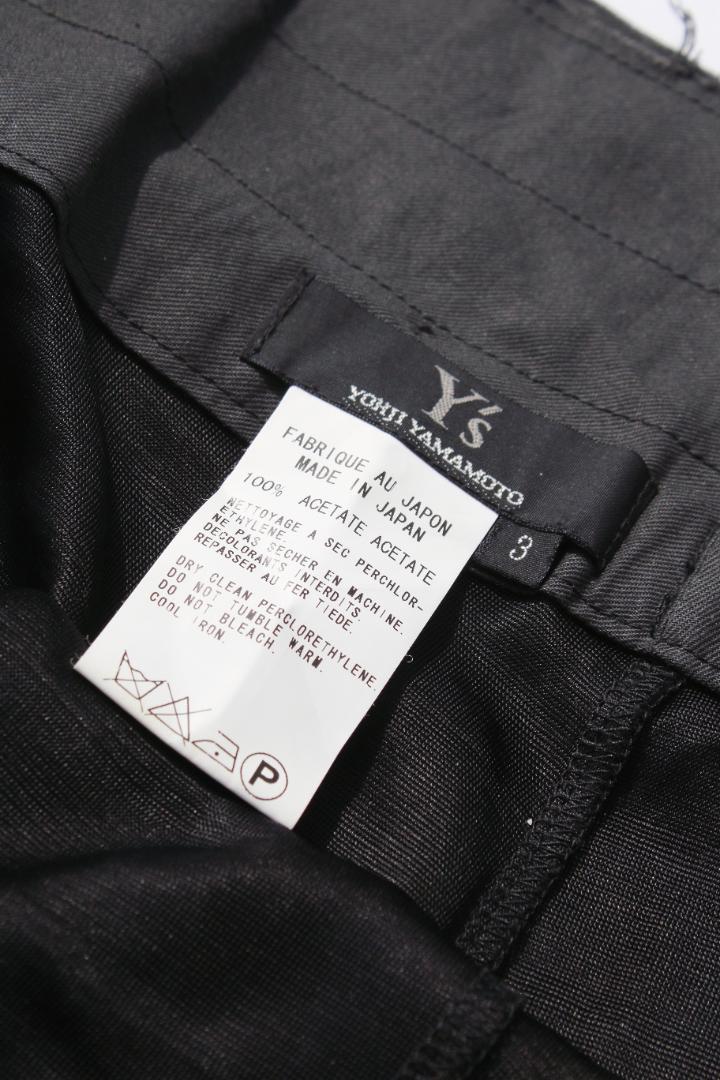 Y's
YOHJI YAMAMOTO
3
FABRIQUE AU JAPON
MADE IN JAPAN
100% ACETATE ACETATE
NETTOYAGE A SEC PERCHLOR-
ETHYLENE.
NE PAS SECHER EN MACHINE.
DECOLORANTS INTERDITS.
REPASSER AU FER TIEDE.
DRY CLEAN PERCLORETHYLENE.
DO NOT TUMBLE WARM.
DO NOT BLEACH.
COOL IRON.
P